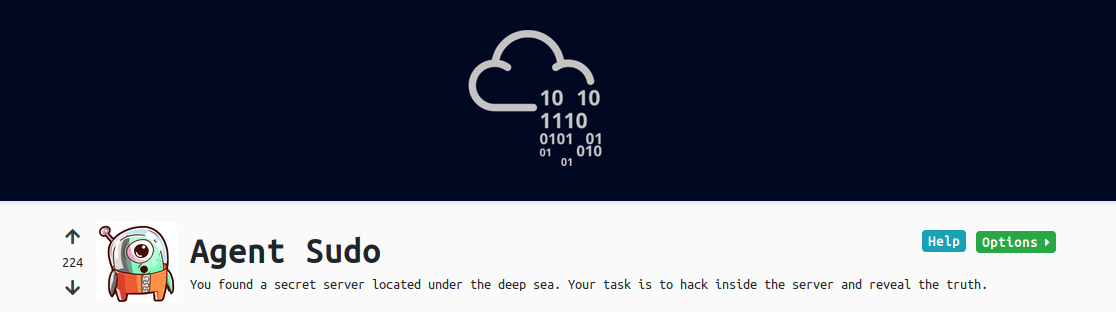 10 10
1110
0101 01
01 010
01
224
Agent Sudo
Help
Options
You found a secret server located under the deep sea. Your task is to hack inside the server and reveal the truth.